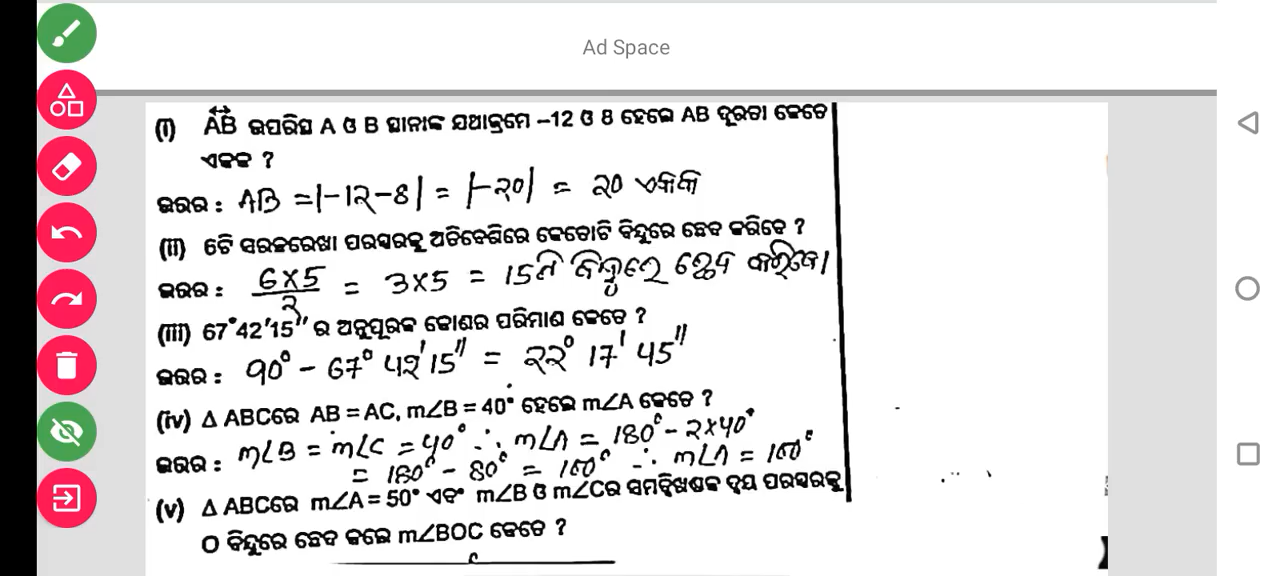 Ad Space
(i) AB ଉପରିସ୍ଥ A ଓ B ସ୍ଥାନାଙ୍କ ଯଥାକ୍ରମେ –12 ଓ 8 ହେଲେ AB ଦୂରତା କେତେ
ଏକକ ?
ଉତ୍ତର : AB = |-12-8| = |-20| = 20 ଏକକ
(ii) 6ଟି ସରଳରେଖା ପରସ୍ପରକୁ ଅତିବେଶିରେ କେତୋଟି ବିନ୍ଦୁରେ ଛେଦ କରିବେ ?
ଉତ୍ତର : 6×5/2 = 3×5 = 15ଟି ବିନ୍ଦୁରେ ଛେଦ କରିବେ।
(iii) 67°42'15'' ର ଅନୁପୂରକ କୋଣର ପରିମାଣ କେତେ ?
ଉତ୍ତର : 90° - 67° 42' 15'' = 22° 17' 45''
(iv) Δ ABCରେ AB = AC, m∠B = 40° ହେଲେ m∠A କେତେ ?
ଉତ୍ତର : m∠B = m∠C = 40° ∴ m∠A = 180° - 2×40°
= 180° - 80° = 100° ∴ m∠A = 100°
(v) Δ ABCରେ m∠A = 50° ଏବଂ m∠B ଓ m∠Cର ସମଦ୍ବିଖଣ୍ଡକ ଦ୍ୱୟ ପରସ୍ପରକୁ
O ବିନ୍ଦୁରେ ଛେଦ କଲେ m∠BOC କେତେ ?